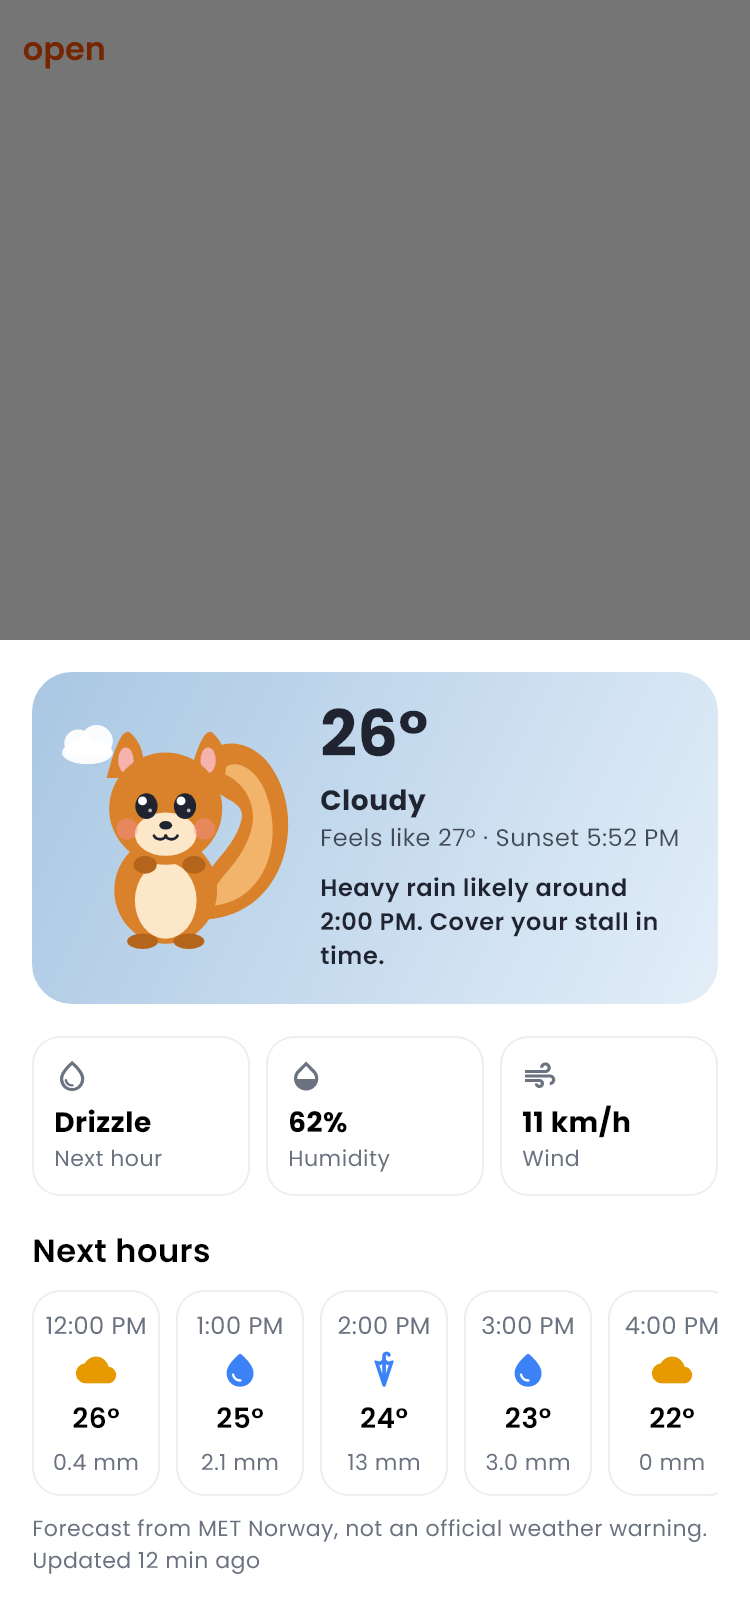 open
26°
Cloudy
Feels like 27° · Sunset 5:52 PM
Heavy rain likely around
2:00 PM. Cover your stall in
time.
Drizzle
Next hour
62%
Humidity
11 km/h
Wind
Next hours
12:00 PM
26°
0.4 mm
1:00 PM
25°
2.1 mm
2:00 PM
24°
13 mm
3:00 PM
23°
3.0 mm
4:00 PM
22°
0 mm
Forecast from MET Norway, not an official weather warning.
Updated 12 min ago